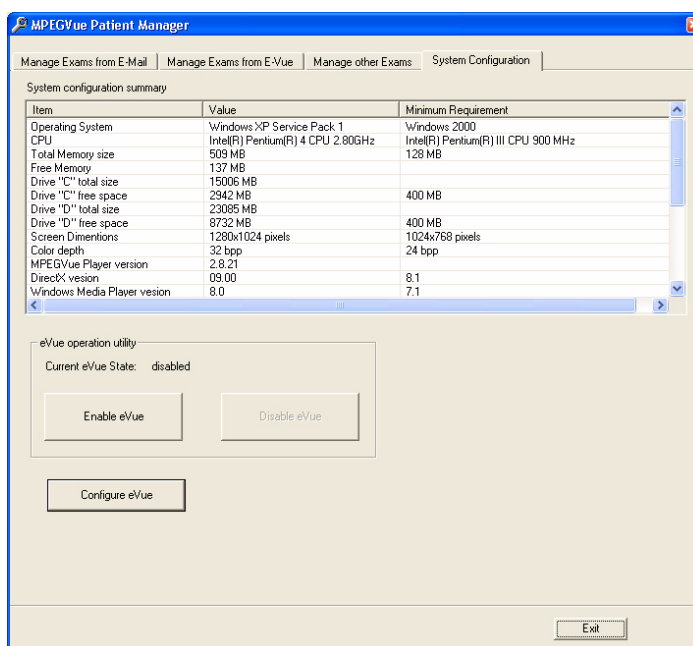 MPEGVue Patient Manager
Manage Exams from E-Mail Manage Exams from E-Vue Manage other Exams System Configuration
System configuration summary
Item Value Minimum Requirement
Operating System Windows XP Service Pack 1 Windows 2000
CPU Intel(R) Pentium(R) 4 CPU 2.80GHz Intel(R) Pentium(R) III CPU 900 MHz
Total Memory size 509 MB 128 MB
Free Memory 137 MB
Drive "C" total size 15006 MB
Drive "C" free space 2942 MB 400 MB
Drive "D" total size 23085 MB
Drive "D" free space 8732 MB 400 MB
Screen Dimentions 1280x1024 pixels 1024x768 pixels
Color depth 32 bpp 24 bpp
MPEGVue Player version 2.8.21
DirectX vesion 09.00 8.1
Windows Media Player vesion 8.0 7.1
eVue operation utility
Current eVue State: disabled
Enable eVue Disable eVue
Configure eVue
Exit